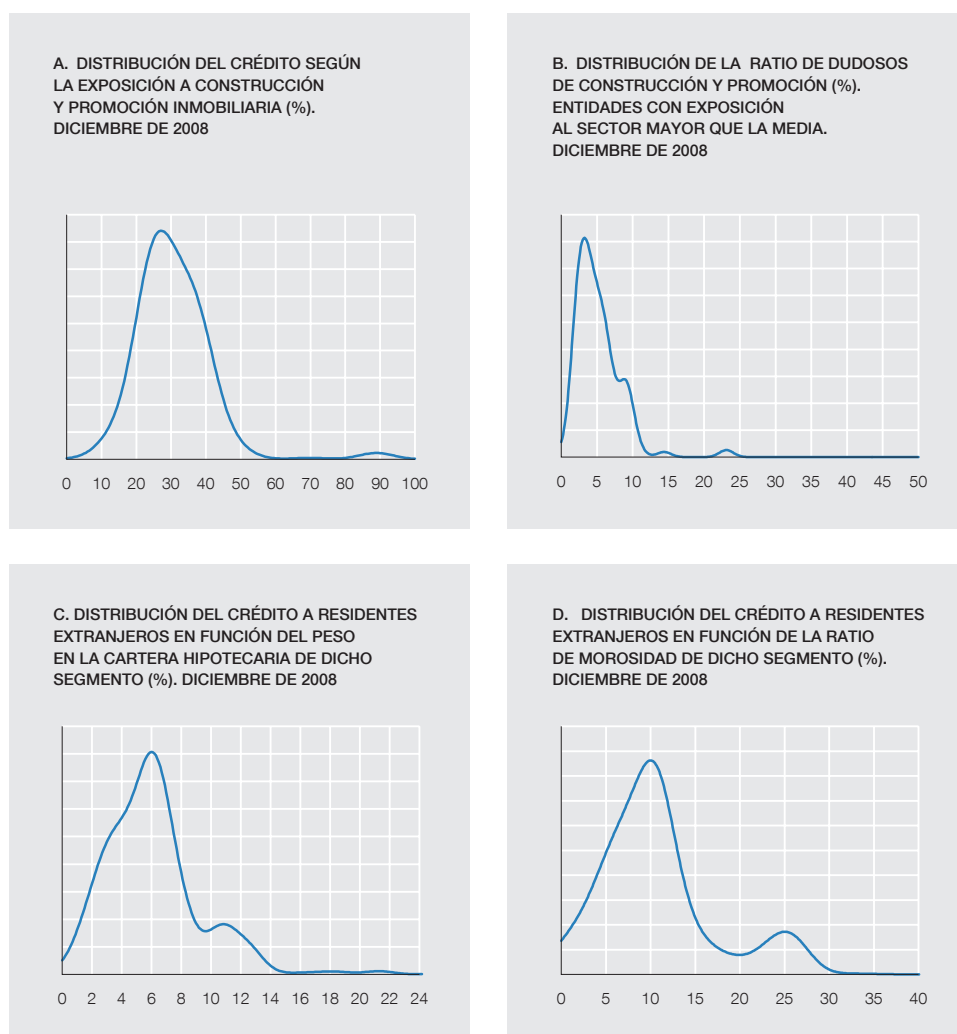 A. DISTRIBUCIÓN DEL CRÉDITO SEGÚN
LA EXPOSICIÓN A CONSTRUCCIÓN
Y PROMOCIÓN INMOBILIARIA (%).
DICIEMBRE DE 2008
0 10 20 30 40 50 60 70 80 90 100
B. DISTRIBUCIÓN DE LA RATIO DE DUDOSOS
DE CONSTRUCCIÓN Y PROMOCIÓN (%).
ENTIDADES CON EXPOSICIÓN
AL SECTOR MAYOR QUE LA MEDIA.
DICIEMBRE DE 2008
0 5 10 15 20 25 30 35 40 45 50
C. DISTRIBUCIÓN DEL CRÉDITO A RESIDENTES
EXTRANJEROS EN FUNCIÓN DEL PESO
EN LA CARTERA HIPOTECARIA DE DICHO
SEGMENTO (%). DICIEMBRE DE 2008
0 2 4 6 8 10 12 14 16 18 20 22 24
D. DISTRIBUCIÓN DEL CRÉDITO A RESIDENTES
EXTRANJEROS EN FUNCIÓN DE LA RATIO
DE MOROSIDAD DE DICHO SEGMENTO (%).
DICIEMBRE DE 2008
0 5 10 15 20 25 30 35 40